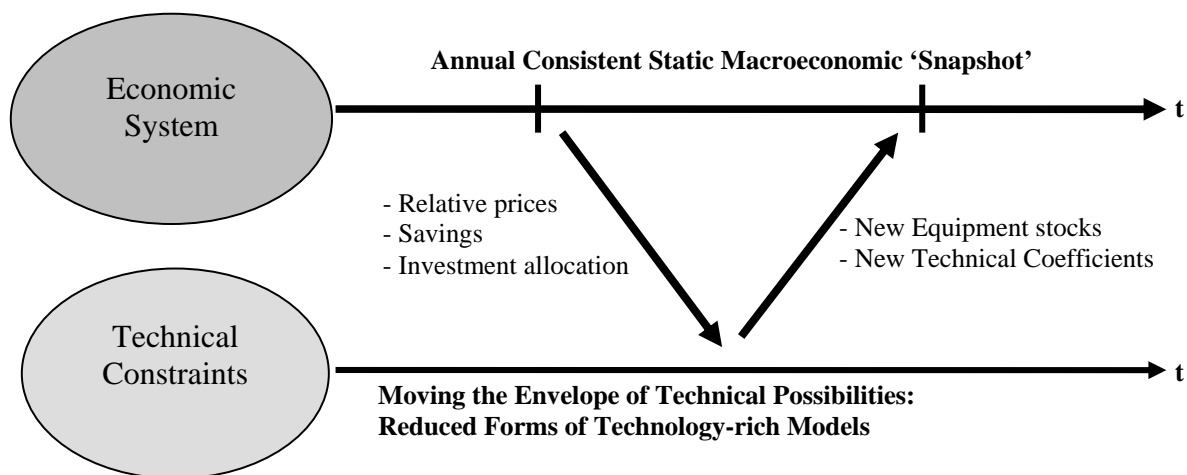 Annual Consistent Static Macroeconomic ‘Snapshot’
Economic
System
t
- Relative prices
- Savings
- Investment allocation
- New Equipment stocks
- New Technical Coefficients
Technical
Constraints
t
Moving the Envelope of Technical Possibilities:
Reduced Forms of Technology-rich Models